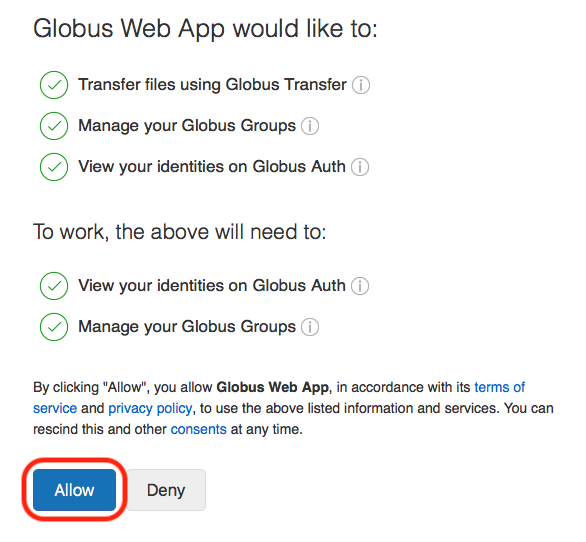 Globus Web App would like to:
Transfer files using Globus Transfer
Manage your Globus Groups
View your identities on Globus Auth
To work, the above will need to:
View your identities on Globus Auth
Manage your Globus Groups
By clicking "Allow", you allow Globus Web App, in accordance with its terms of
service and privacy policy, to use the above listed information and services. You can
rescind this and other consents at any time.
Allow Deny